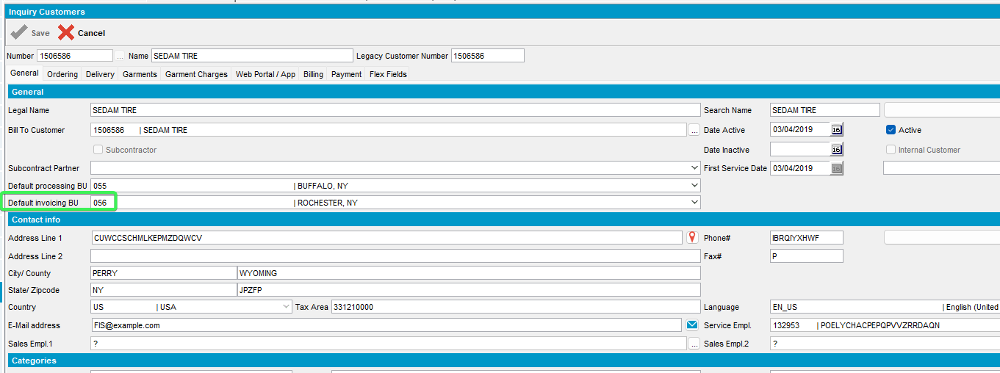 Inquiry Customers
Save Cancel
Number 1506586 ... Name SEDAM TIRE Legacy Customer Number 1506586
General Ordering Delivery Garments Garment Charges Web Portal / App Billing Payment Flex Fields
General
Legal Name SEDAM TIRE Search Name SEDAM TIRE
Bill To Customer 1506586 | SEDAM TIRE ... Date Active 03/04/2019 16 Active
Subcontractor Date Inactive 16 Internal Customer
Subcontract Partner First Service Date 03/04/2019 16
Default processing BU 055 | BUFFALO, NY
Default invoicing BU 056 | ROCHESTER, NY
Contact info
Address Line 1 CUWCCSCHMLKEPMZDQWCV Phone# IBRQIYXHWF
Address Line 2 Fax# P
City/ County PERRY WYOMING
State/ Zipcode NY JPZFP
Country US | USA Tax Area 331210000 Language EN_US | English (United
E-Mail address FIS@example.com Service Empl. 132953 | POELYCHACPEPQPVVZRRDAQN
Sales Empl.1 ? ... Sales Empl.2 ?
Categories